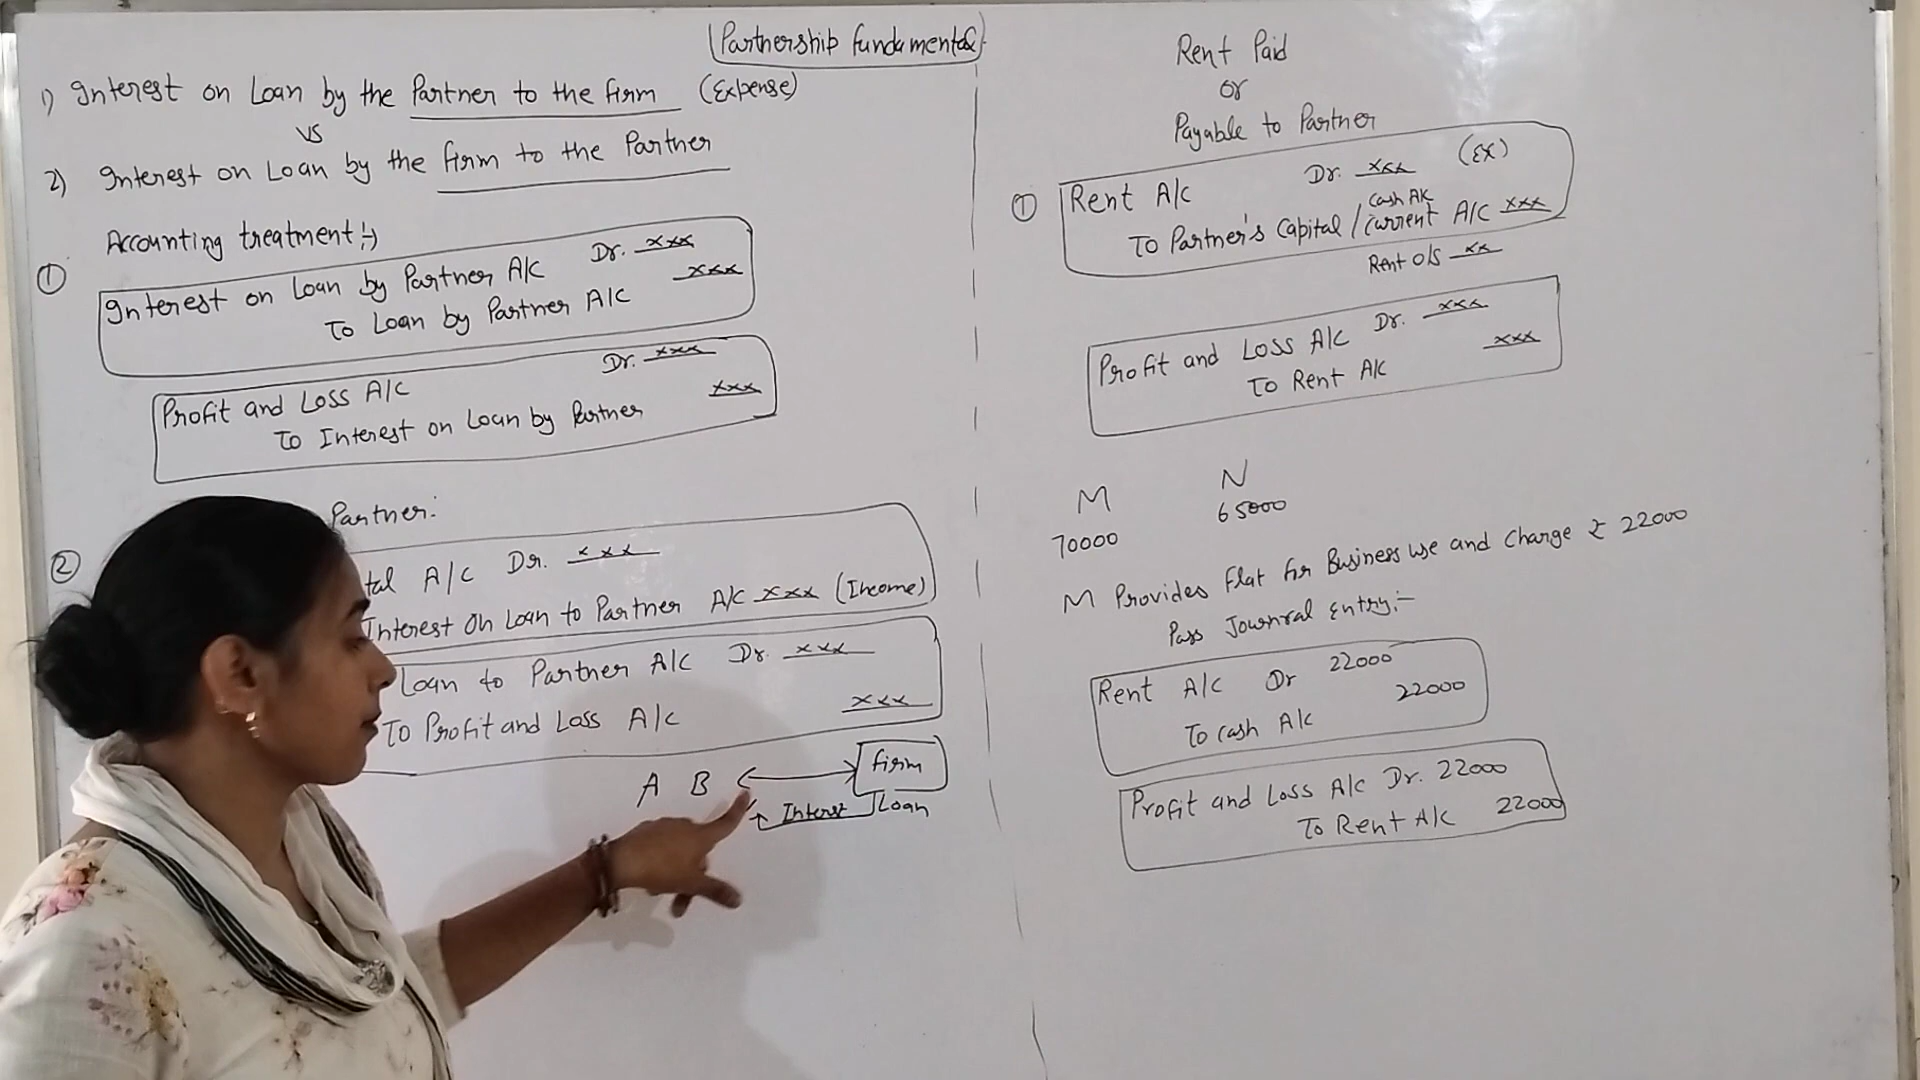 Partnership fundamental
1) Interest on Loan by the Partner to the firm (Expense)
VS
2) Interest on Loan by the firm to the Partner
Accounting treatment:-)
① Interest on Loan by Partner A/C Dr. xxx
To Loan by Partner A/C xxx
Profit and Loss A/C Dr. xxx
To Interest on Loan by Partner xxx
Partner:
② tal A/C Dr. xxx
Interest on Loan to Partner A/C xxx (Income)
Loan to Partner A/C Dr. xxx
To Profit and Loss A/C xxx
A B firm
Interest Loan
Rent Paid
or
Payable to Partner
① Rent A/C Dr. xxx (EX)
Cash A/C
To Partner's Capital / Current A/C xxx
Rent O/S xx
Profit and Loss A/C Dr. xxx
To Rent A/C xxx
M N
70000 65000
M Provides Flat for Business Use and Charge ₹ 22000
Pass Journral Entry:-
Rent A/C Dr 22000
To cash A/C 22000
Profit and Loss A/C Dr. 22000
To Rent A/C 22000